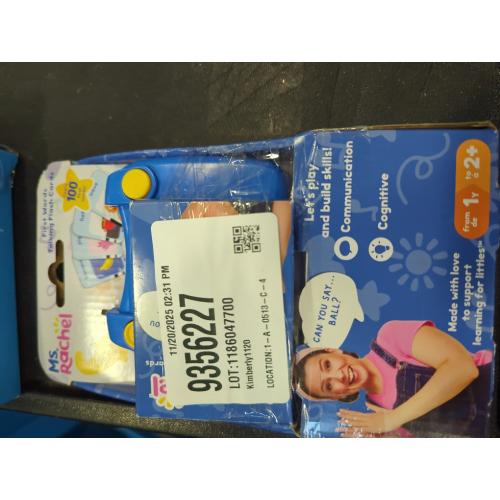 First Words
Talking Flash Cards
100
Ms.
Rachel
11/20/2025 02:31 PM
9356227
LOT:1186047700
Kimberly1120
LOCATION:1-A-0513-C-4
Let's play
and build skills!
Communication
Cognitive
CAN YOU SAY...
BALL?
from 1Y to 2+
Made with love
to support
learning for littles™